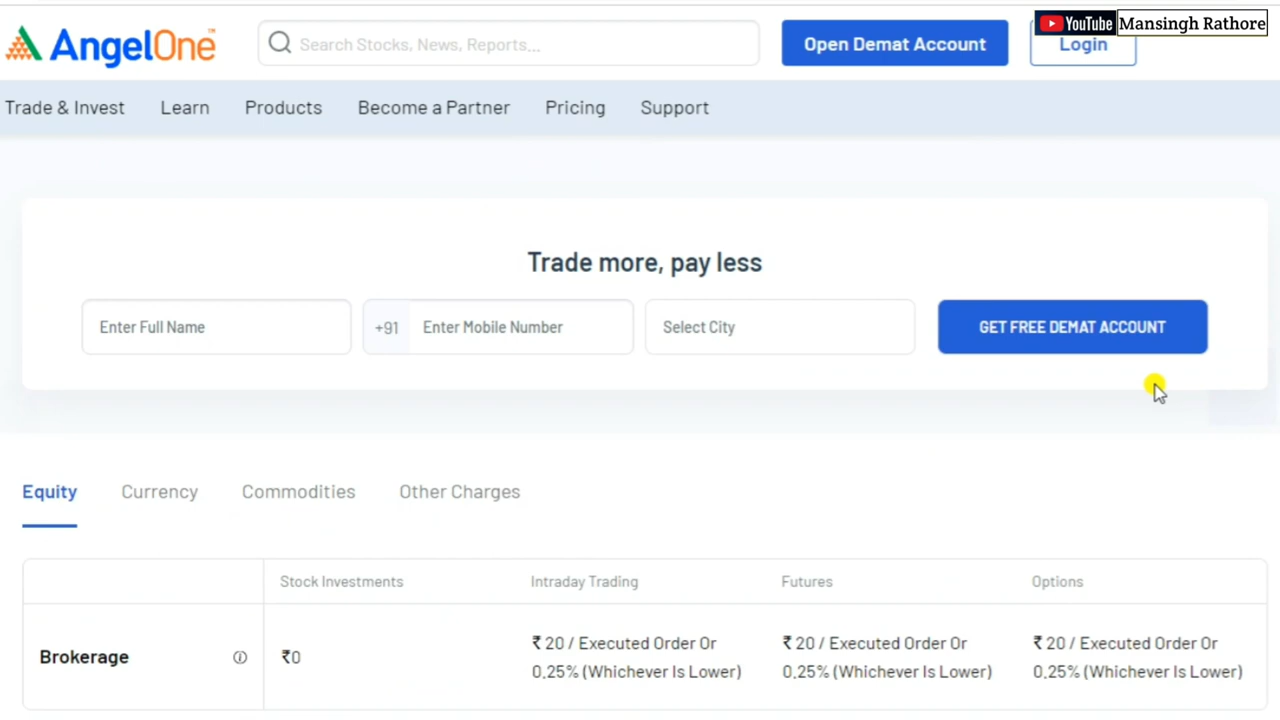 AngelOne™
Search Stocks, News, Reports...
Open Demat Account
Login
YouTube Mansingh Rathore
Trade & Invest Learn Products Become a Partner Pricing Support
Trade more, pay less
Enter Full Name +91 Enter Mobile Number Select City GET FREE DEMAT ACCOUNT
Equity Currency Commodities Other Charges
Stock Investments Intraday Trading Futures Options
Brokerage ₹0
₹ 20 / Executed Order Or
0.25% (Whichever Is Lower)
₹ 20 / Executed Order Or
0.25% (Whichever Is Lower)
₹ 20 / Executed Order Or
0.25% (Whichever Is Lower)